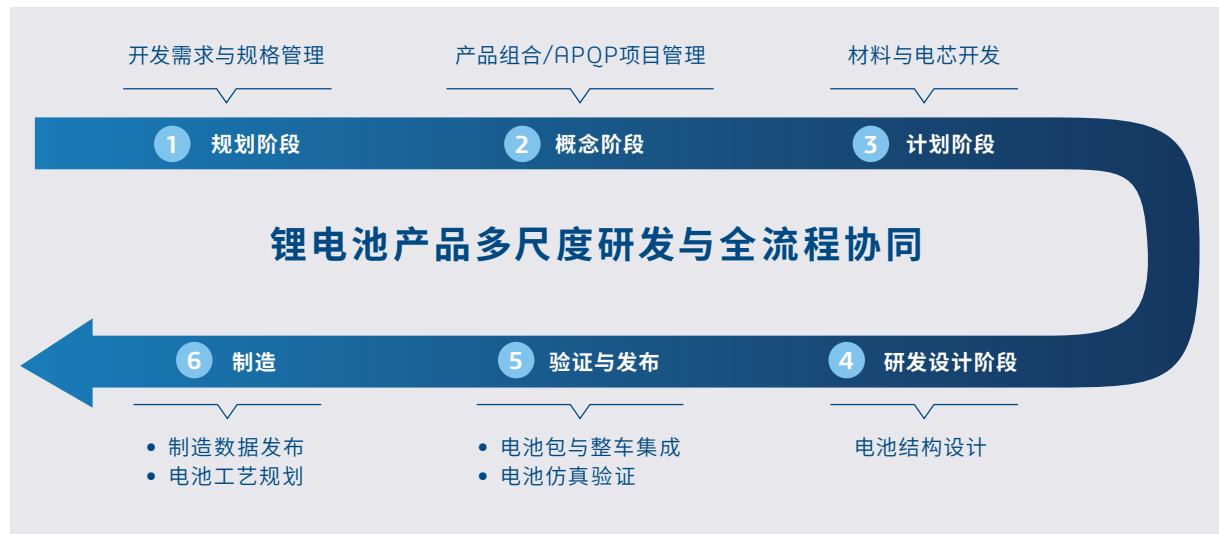 开发需求与规格管理
产品组合/APQP项目管理
材料与电芯开发
1 规划阶段
2 概念阶段
3 计划阶段
锂电池产品多尺度研发与全流程协同
6 制造
5 验证与发布
4 研发设计阶段
• 制造数据发布
• 电池工艺规划
• 电池包与整车集成
• 电池仿真验证
电池结构设计